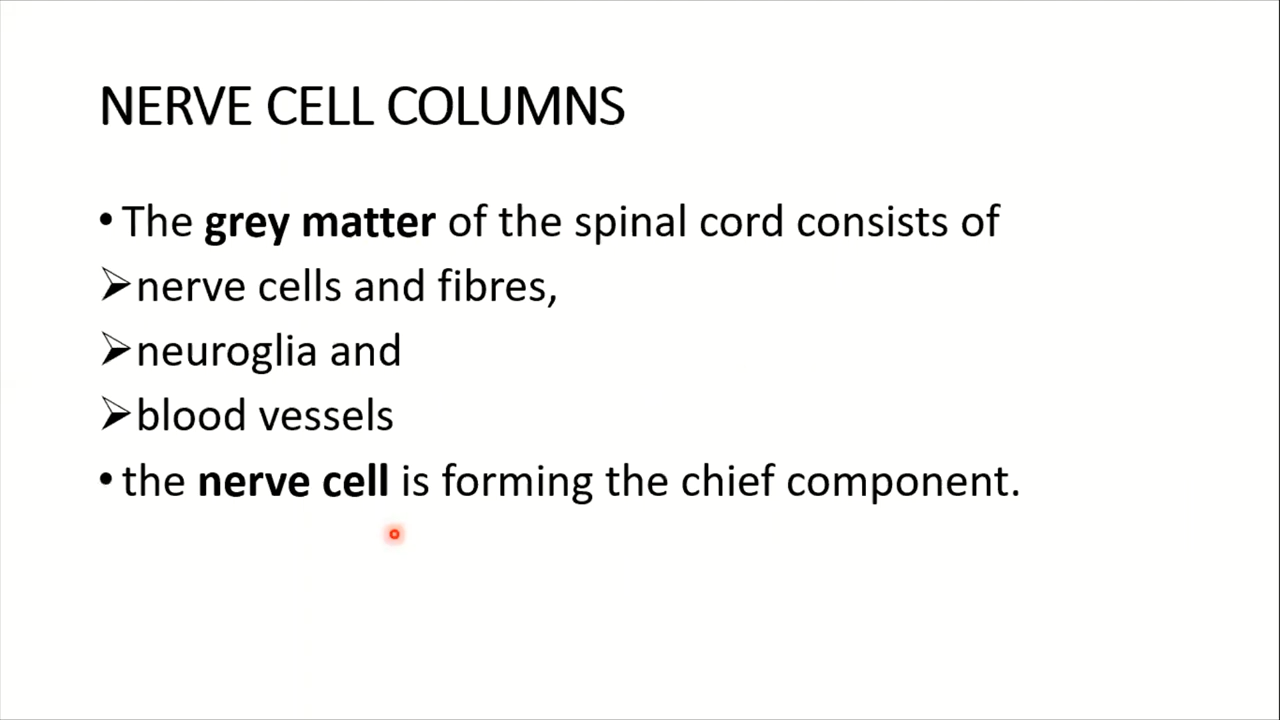 NERVE CELL COLUMNS
• The grey matter of the spinal cord consists of
➢ nerve cells and fibres,
➢ neuroglia and
➢ blood vessels
• the nerve cell is forming the chief component.